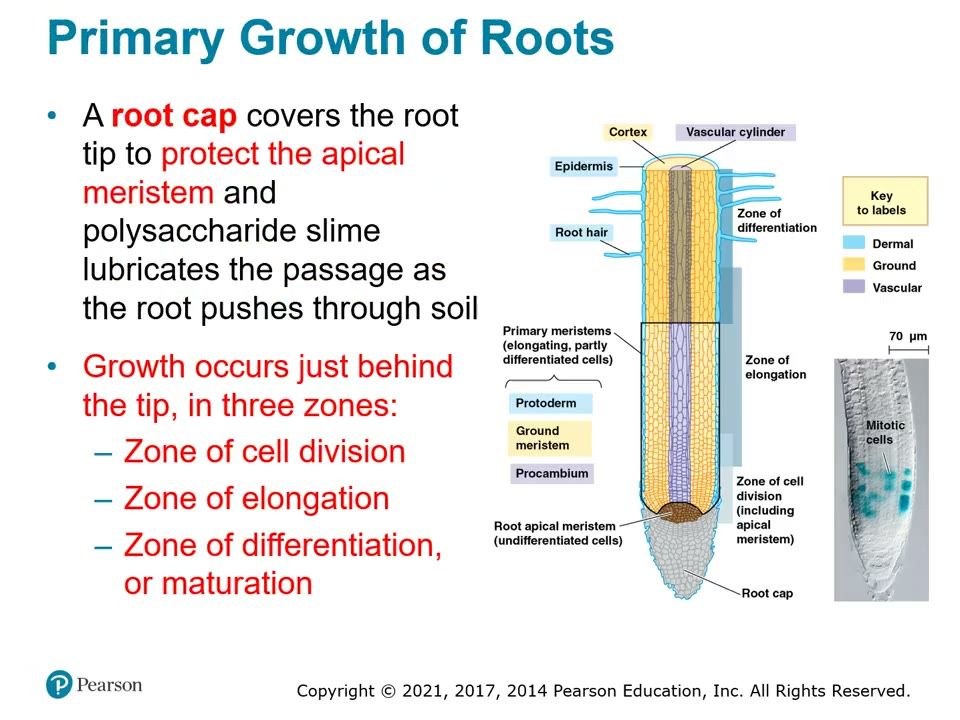 Primary Growth of Roots
• A root cap covers the root
tip to protect the apical
meristem and
polysaccharide slime
lubricates the passage as
the root pushes through soil
• Growth occurs just behind
the tip, in three zones:
– Zone of cell division
– Zone of elongation
– Zone of differentiation,
or maturation
Cortex
Vascular cylinder
Epidermis
Root hair
Zone of
differentiation
Key
to labels
Dermal
Ground
Vascular
Primary meristems
(elongating, partly
differentiated cells)
Protoderm
Ground
meristem
Procambium
Zone of
elongation
Root apical meristem
(undifferentiated cells)
Zone of cell
division
(including
apical
meristem)
Root cap
70 µm
Mitotic
cells
P Pearson
Copyright © 2021, 2017, 2014 Pearson Education, Inc. All Rights Reserved.